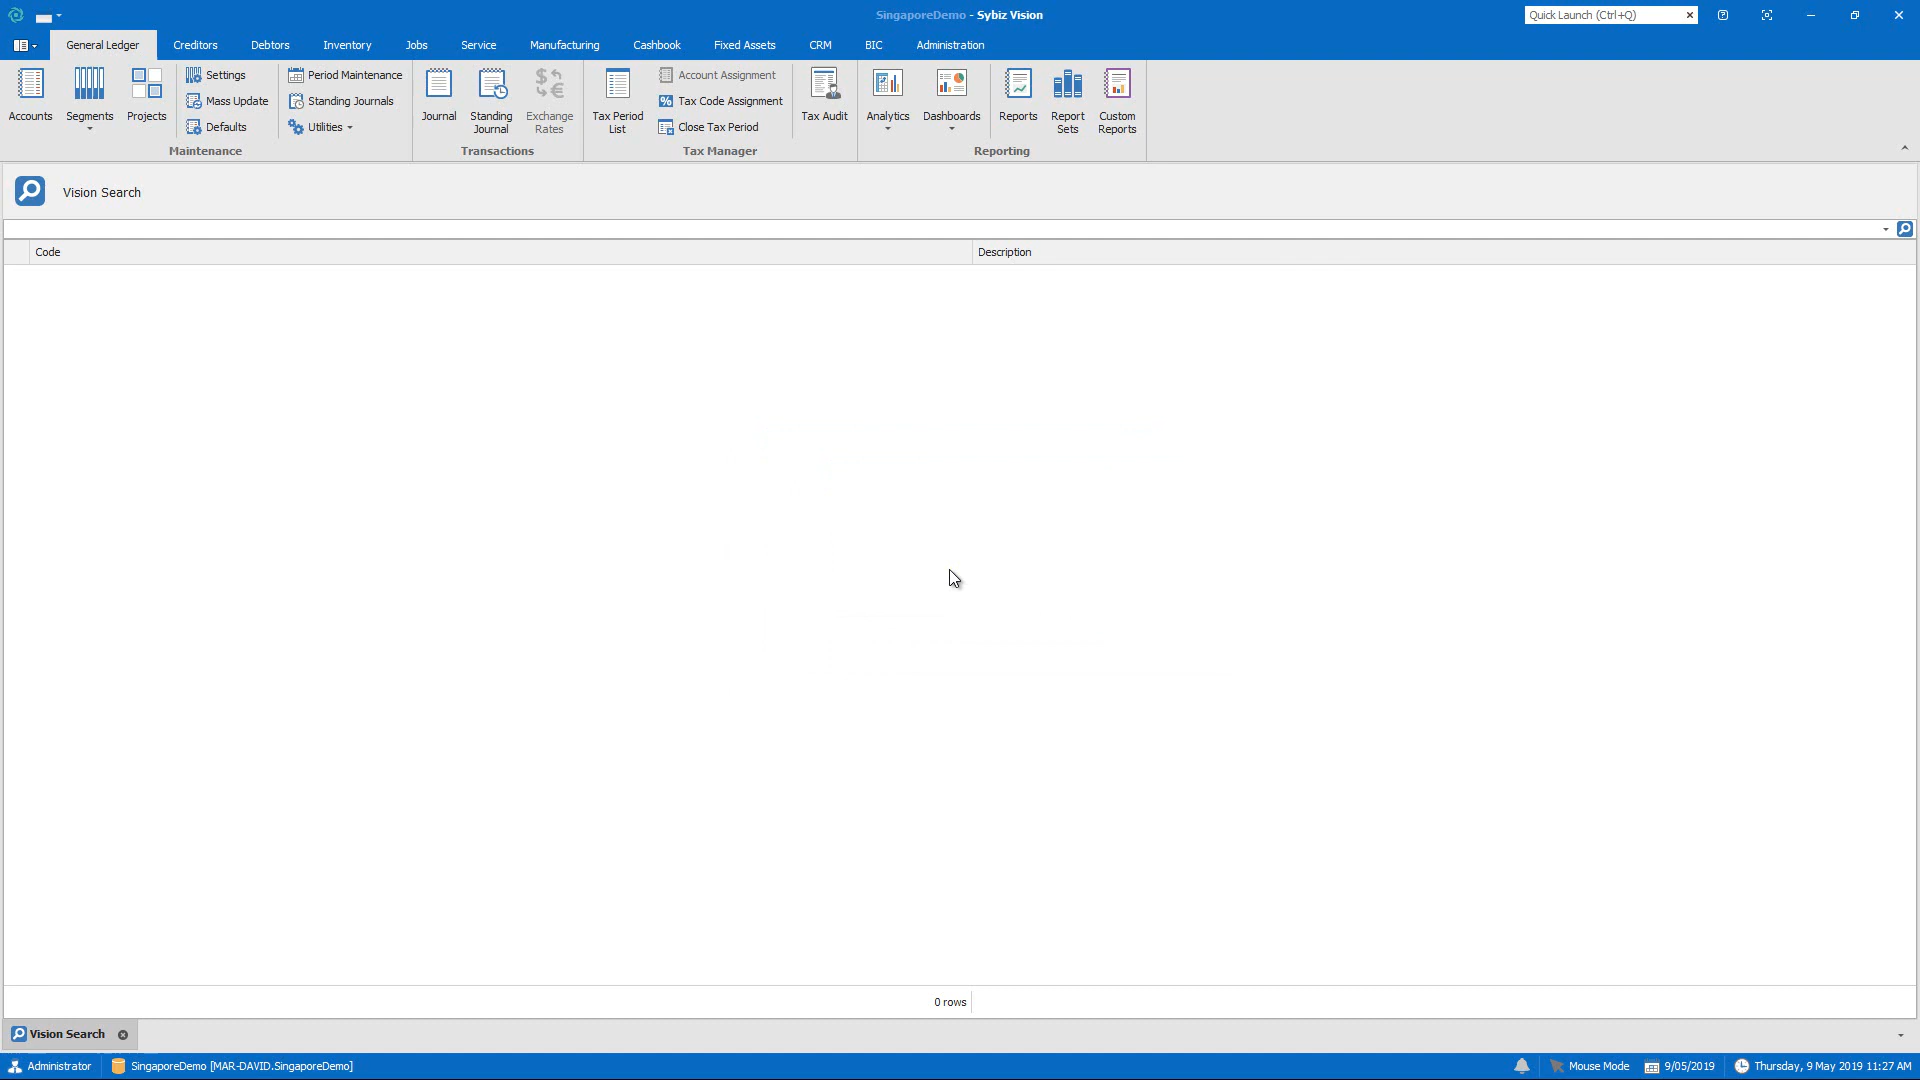 SingaporeDemo - Sybiz Vision
Quick Launch (Ctrl+Q)
General Ledger
Creditors
Debtors
Inventory
Jobs
Service
Manufacturing
Cashbook
Fixed Assets
CRM
BIC
Administration
Accounts
Segments
Projects
Settings
Mass Update
Defaults
Period Maintenance
Standing Journals
Utilities
Maintenance
Journal
Standing
Journal
Exchange
Rates
Transactions
Tax Period
List
Account Assignment
Tax Code Assignment
Close Tax Period
Tax Audit
Tax Manager
Analytics
Dashboards
Reports
Report
Sets
Custom
Reports
Reporting
Vision Search
Code
Description
0 rows
Vision Search
Administrator
SingaporeDemo [MAR-DAVID.SingaporeDemo]
Mouse Mode
9/05/2019
Thursday, 9 May 2019 11:27 AM